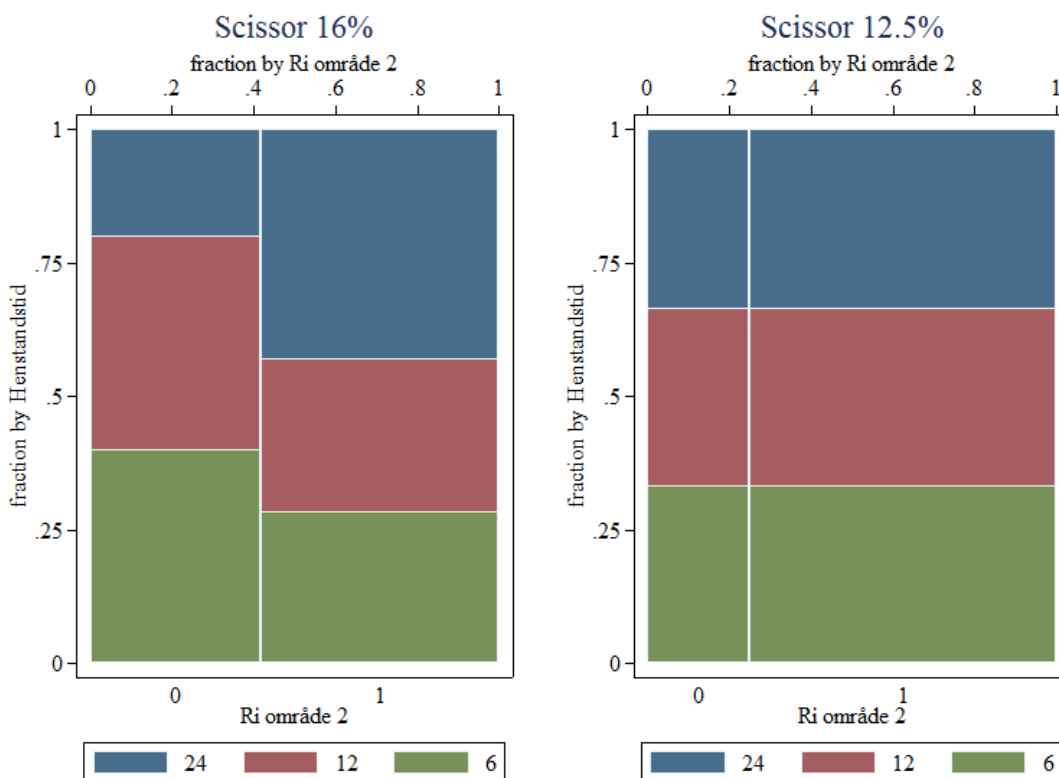 Scissor 16%
fraction by Ri område 2
0 .2 .4 .6 .8 1
1
.75
.5
.25
0
fraction by Henstandstid
0 1
Ri område 2
24 12 6
Scissor 12.5%
fraction by Ri område 2
0 .2 .4 .6 .8 1
1
.75
.5
.25
0
fraction by Henstandstid
0 1
Ri område 2
24 12 6